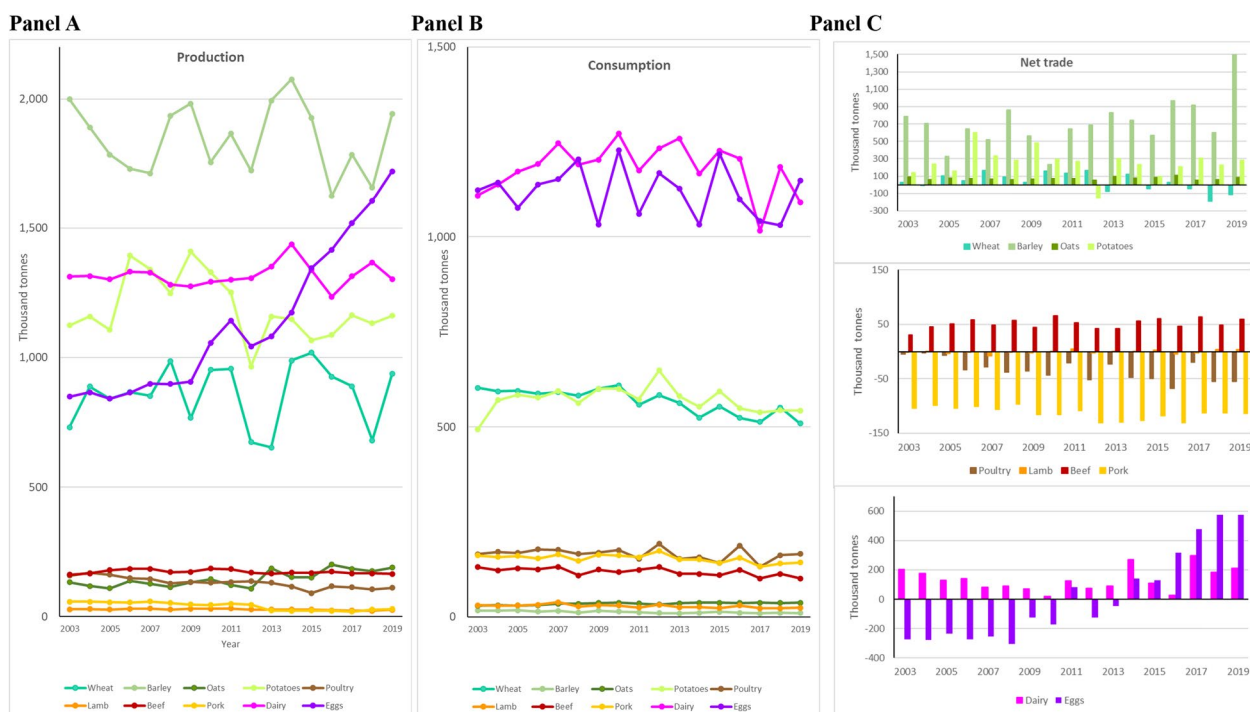 Panel A
Production
2,000
1,500
1,000
500
0
Thousand tonnes
2003 2005 2007 2009 2011 2013 2015 2017 2019
Year
Wheat Barley Oats Potatoes Poultry
Lamb Beef Pork Dairy Eggs
Panel B
1,500
Consumption
1,000
500
0
Thousand tonnes
2003 2005 2007 2009 2011 2013 2015 2017 2019
Wheat Barley Oats Potatoes Poultry
Lamb Beef Pork Dairy Eggs
Panel C
Net trade
1,500
1,300
1,100
900
700
500
300
100
-100
-300
Thousand tonnes
2003 2005 2007 2009 2011 2013 2015 2017 2019
Wheat Barley Oats Potatoes
150
50
-50
-150
Thousand tonnes
2003 2005 2007 2009 2011 2013 2015 2017 2019
Poultry Lamb Beef Pork
600
400
200
0
-200
-400
Thousand tonnes
2003 2005 2007 2009 2011 2013 2015 2017 2019
Dairy Eggs